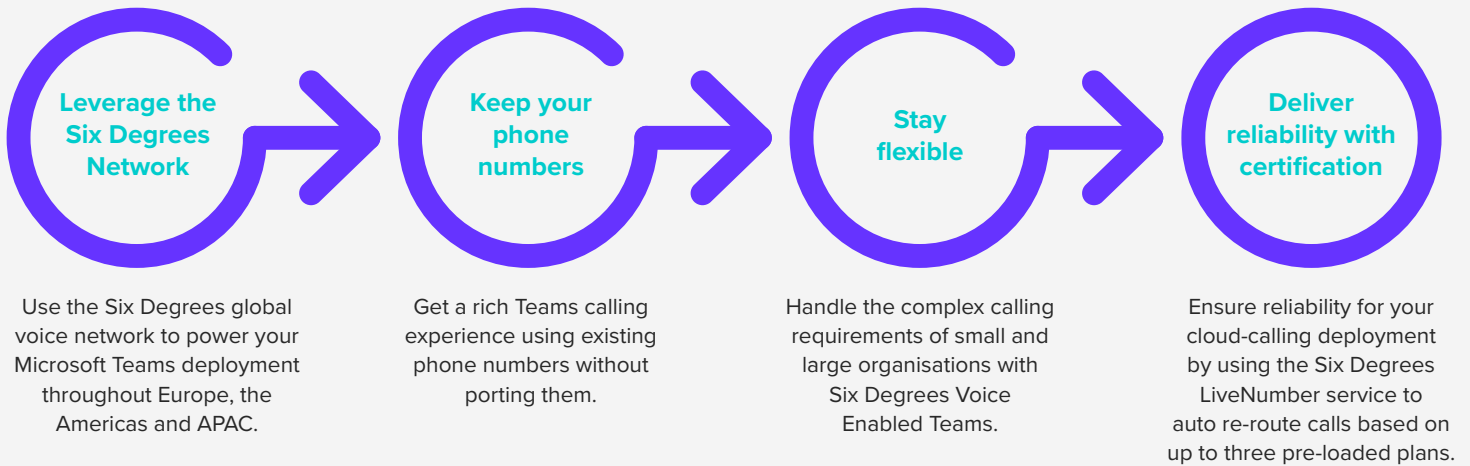 Leverage the
Six Degrees
Network
Use the Six Degrees global
voice network to power your
Microsoft Teams deployment
throughout Europe, the
Americas and APAC.
Keep your
phone
numbers
Get a rich Teams calling
experience using existing
phone numbers without
porting them.
Stay
flexible
Handle the complex calling
requirements of small and
large organisations with
Six Degrees Voice
Enabled Teams.
Deliver
reliability with
certification
Ensure reliability for your
cloud-calling deployment
by using the Six Degrees
LiveNumber service to
auto re-route calls based on
up to three pre-loaded plans.